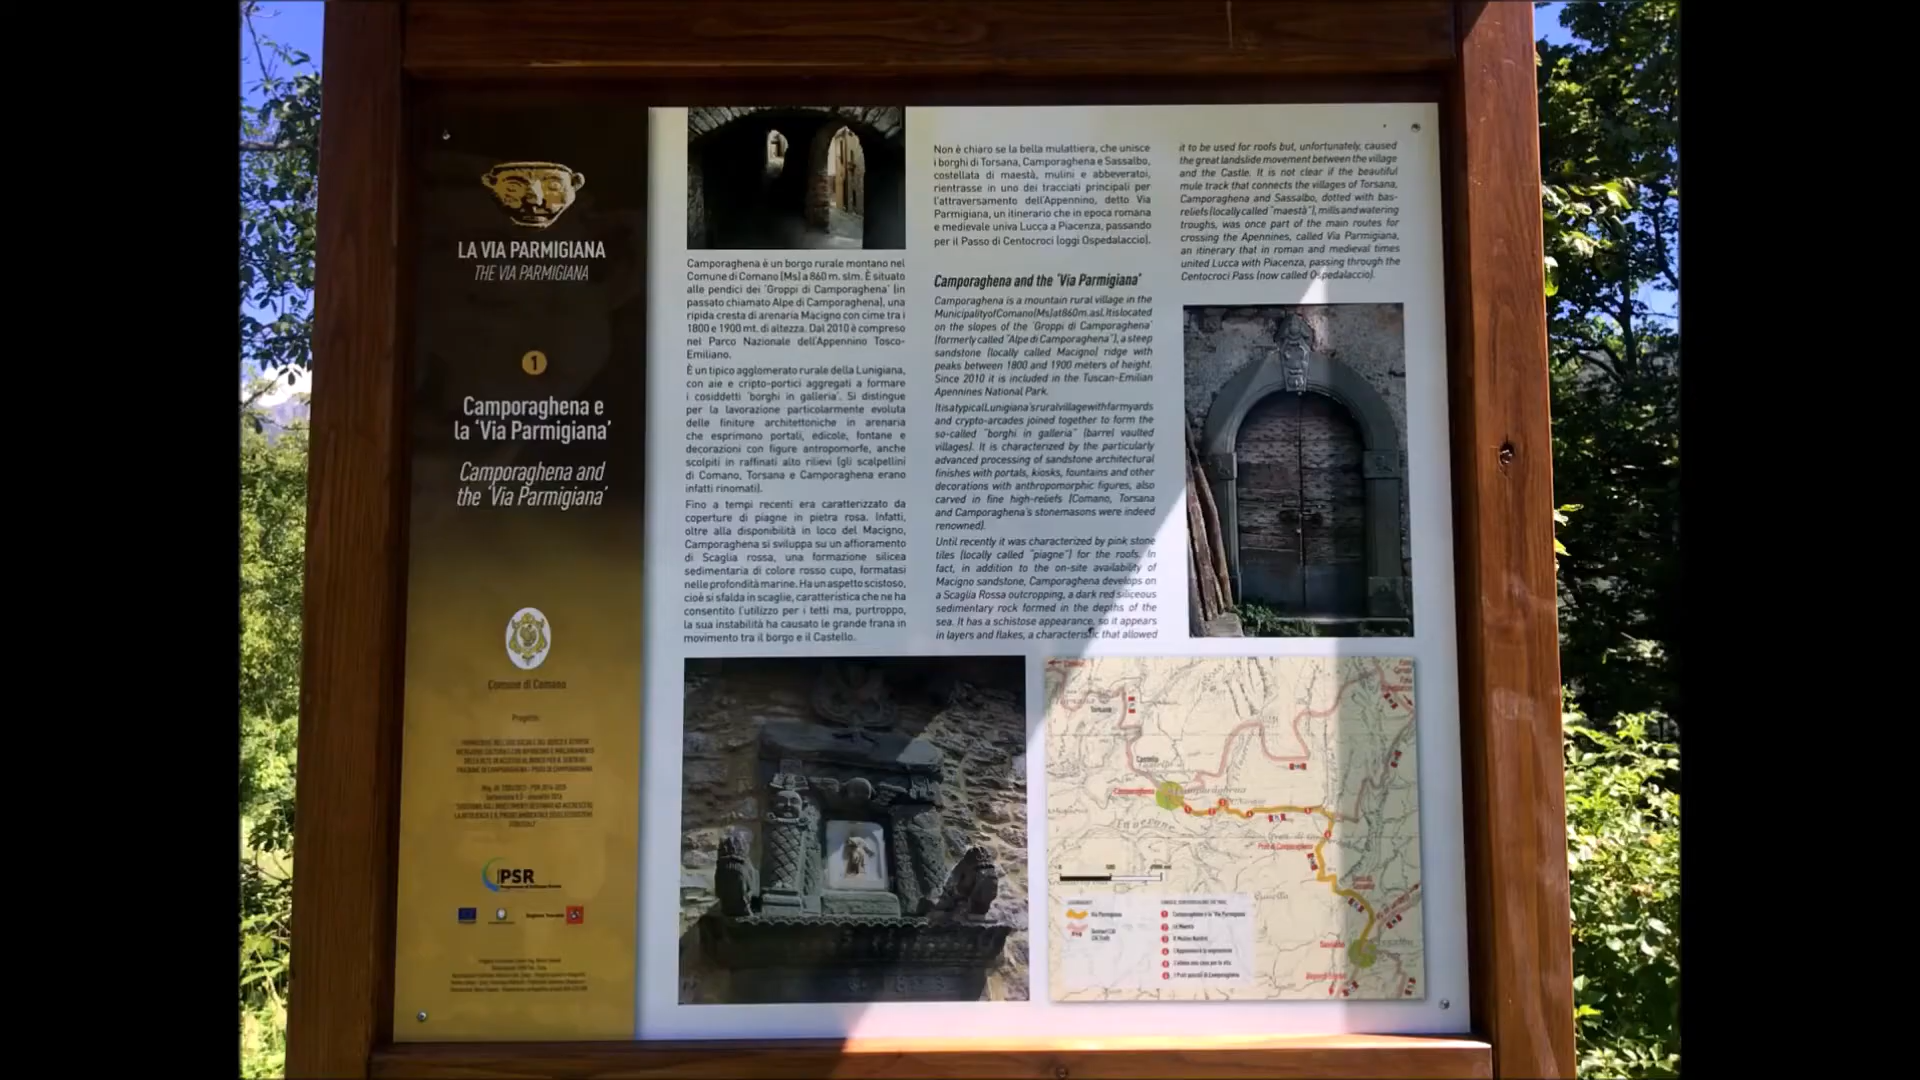 LA VIA PARMIGIANA
THE VIA PARMIGIANA
1
Camporaghena e
la 'Via Parmigiana'
Camporaghena and
the 'Via Parmigiana'
Comune di Comano
Progetto:
PSR
Regione Toscana
Camporaghena è un borgo rurale montano nel
Comune di Comano (Ms) a 860 m. slm. È situato
alle pendici dei 'Groppi di Camporaghena' (in
passato chiamato Alpe di Camporaghena), una
ripida cresta di arenaria Macigno con cime tra i
1800 e 1900 mt. di altezza. Dal 2010 è compreso
nel Parco Nazionale dell'Appennino Tosco-
Emiliano.
È un tipico agglomerato rurale della Lunigiana,
con aie e cripto-portici aggregati a formare
i cosiddetti 'borghi in galleria'. Si distingue
per la lavorazione particolarmente evoluta
delle finiture architettoniche in arenaria
che esprimono portali, edicole, fontane e
decorazioni con figure antropomorfe, anche
scolpiti in raffinati alto rilievi (gli scalpellini
di Comano, Torsana e Camporaghena erano
infatti rinomati).
Fino a tempi recenti era caratterizzato da
coperture di piagne in pietra rosa. Infatti,
oltre alla disponibilità in loco del Macigno,
Camporaghena si sviluppa su un affioramento
di Scaglia rossa, una formazione silicea
sedimentaria di colore rosso cupo, formatasi
nelle profondità marine. Ha un aspetto scistoso,
cioè si sfalda in scaglie, caratteristica che ne ha
consentito l'utilizzo per i tetti ma, purtroppo,
la sua instabilità ha causato le grande frana in
movimento tra il borgo e il Castello.
Non è chiaro se la bella mulattiera, che unisce
i borghi di Torsana, Camporaghena e Sassalbo,
costellata di maestà, mulini e abbeveratoi,
rientrasse in uno dei tracciati principali per
l'attraversamento dell'Appennino, detto Via
Parmigiana, un itinerario che in epoca romana
e medievale univa Lucca a Piacenza, passando
per il Passo di Centocroci (oggi Ospedalaccio).
Camporaghena and the 'Via Parmigiana'
Camporaghena is a mountain rural village in the
Municipality of Comano (Ms) at 860 m. asl. It is located
on the slopes of the 'Groppi di Camporaghena'
(formerly called "Alpe di Camporaghena"), a steep
sandstone (locally called Macigno) ridge with
peaks between 1800 and 1900 meters of height.
Since 2010 it is included in the Tuscan-Emilian
Apennines National Park.
It is a typical Lunigiana's rural village with farmyards
and crypto-arcades joined together to form the
so-called "borghi in galleria" (barrel vaulted
villages). It is characterized by the particularly
advanced processing of sandstone architectural
finishes with portals, kiosks, fountains and other
decorations with anthropomorphic figures, also
carved in fine high-reliefs (Comano, Torsana
and Camporaghena's stonemasons were indeed
renowned).
Until recently it was characterized by pink stone
tiles (locally called "piagne") for the roofs. In
fact, in addition to the on-site availability of
Macigno sandstone, Camporaghena develops on
a Scaglia Rossa outcropping, a dark red siliceous
sedimentary rock formed in the depths of the
sea. It has a schistose appearance, so it appears
in layers and flakes, a characteristic that allowed
it to be used for roofs but, unfortunately, caused
the great landslide movement between the village
and the Castle. It is not clear if the beautiful
mule track that connects the villages of Torsana,
Camporaghena and Sassalbo, dotted with bas-
reliefs (locally called "maestà"), mills and watering
troughs, was once part of the main routes for
crossing the Apennines, called Via Parmigiana,
an itinerary that in roman and medieval times
united Lucca with Piacenza, passing through the
Centocroci Pass (now called Ospedalaccio).
Torsana
Castello
Camporaghena
Prati di Camporaghena
Sassalbo
Via Parmigiana
1 Camporaghena e la 'Via Parmigiana'
2 Le Maestà